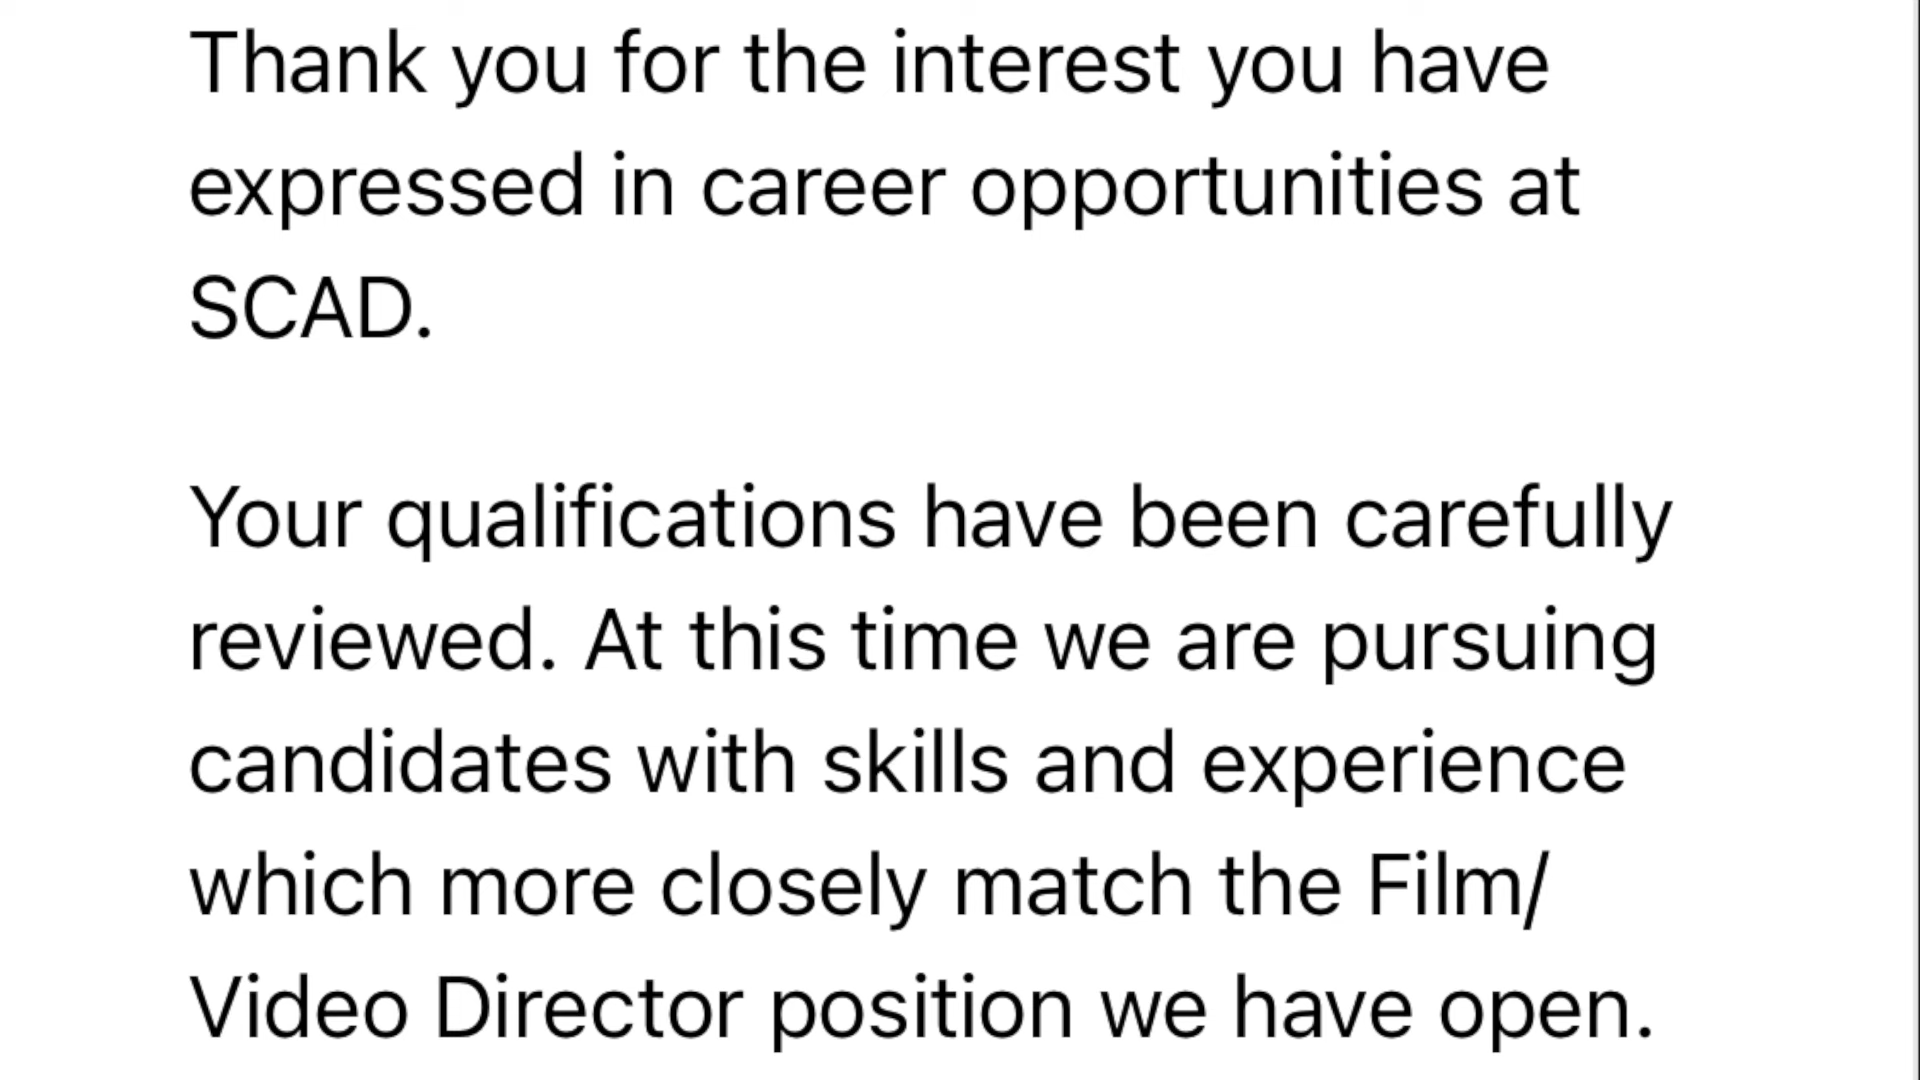 Thank you for the interest you have
expressed in career opportunities at
SCAD.
Your qualifications have been carefully
reviewed. At this time we are pursuing
candidates with skills and experience
which more closely match the Film/
Video Director position we have open.